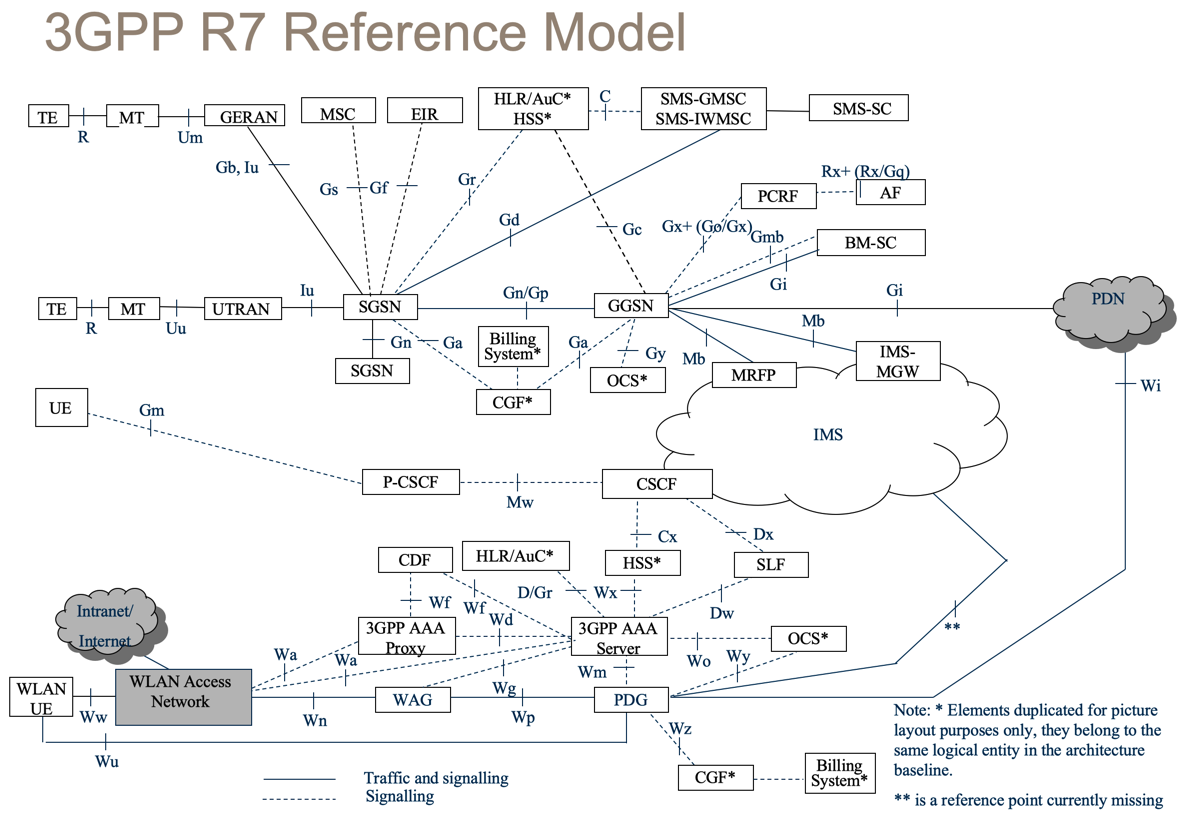 3GPP R7 Reference Model
TE
R
MT
Um
GERAN
MSC
EIR
HLR/AuC*
HSS*
C
SMS-GMSC
SMS-IWMSC
SMS-SC
Gb, Iu
Gs
Gf
Gr
Gd
Gc
PCRF
Rx+ (Rx/Gq)
AF
Gx+ (Go/Gx)
Gmb
BM-SC
Gi
TE
R
MT
Uu
UTRAN
Iu
SGSN
Gn/Gp
GGSN
Gi
PDN
Gn
Ga
SGSN
Billing
System*
Ga
Gy
OCS*
CGF*
Mb
Mb
MRFP
IMS-
MGW
Wi
UE
Gm
IMS
P-CSCF
Mw
CSCF
Cx
Dx
CDF
HLR/AuC*
HSS*
SLF
Wf
Wf
D/Gr
Wx
Dw
**
Intranet/
Internet
3GPP AAA
Proxy
Wd
3GPP AAA
Server
Wo
OCS*
Wa
Wa
Wg
Wm
Wy
WLAN
UE
Ww
WLAN Access
Network
Wn
WAG
Wp
PDG
Wu
Wz
CGF*
Billing
System*
Traffic and signalling
Signalling
Note: * Elements duplicated for picture
layout purposes only, they belong to the
same logical entity in the architecture
baseline.
** is a reference point currently missing